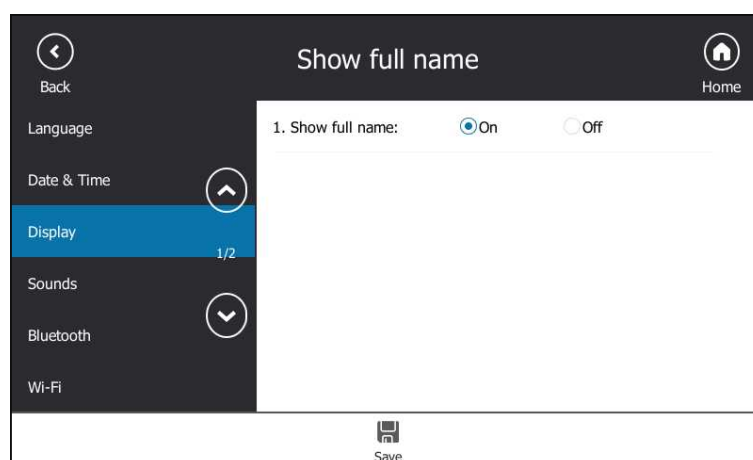 Show full name
Back
Home
Language
1. Show full name: On Off
Date & Time
Display
1/2
Sounds
Bluetooth
Wi-Fi
Save